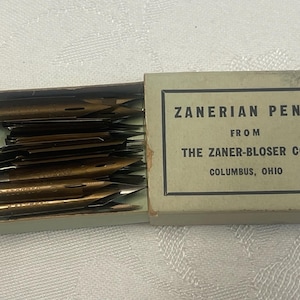 ZANERIAN PEN
FROM
THE ZANER-BLOSER C
COLUMBUS, OHIO